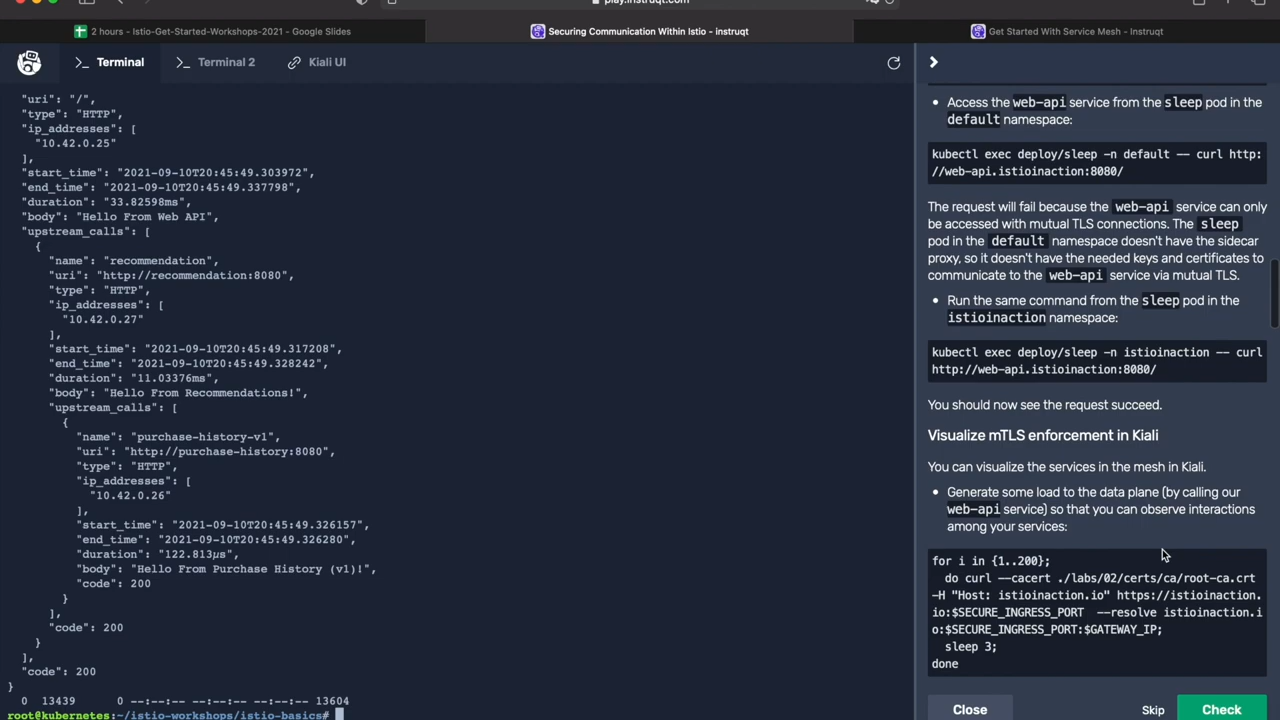 play.instruqt.com
2 hours - Istio-Get-Started-Workshops-2021 - Google Slides
Securing Communication Within Istio - instruqt
Get Started With Service Mesh - Instruqt
>_ Terminal
>_ Terminal 2
Kiali UI
"uri": "/",
"type": "HTTP",
"ip_addresses": [
"10.42.0.25"
],
"start_time": "2021-09-10T20:45:49.303972",
"end_time": "2021-09-10T20:45:49.337798",
"duration": "33.82598ms",
"body": "Hello From Web API",
"upstream_calls": [
{
"name": "recommendation",
"uri": "http://recommendation:8080",
"type": "HTTP",
"ip_addresses": [
"10.42.0.27"
],
"start_time": "2021-09-10T20:45:49.317208",
"end_time": "2021-09-10T20:45:49.328242",
"duration": "11.03376ms",
"body": "Hello From Recommendations!",
"upstream_calls": [
{
"name": "purchase-history-v1",
"uri": "http://purchase-history:8080",
"type": "HTTP",
"ip_addresses": [
"10.42.0.26"
],
"start_time": "2021-09-10T20:45:49.326157",
"end_time": "2021-09-10T20:45:49.326280",
"duration": "122.813µs",
"body": "Hello From Purchase History (v1)!",
"code": 200
}
],
"code": 200
}
],
"code": 200
}
0 13439 0 --:--:-- --:--:-- --:--:-- 13604
root@kubernetes:~/istio-workshops/istio-basics#
Access the web-api service from the sleep pod in the
default namespace:
kubectl exec deploy/sleep -n default -- curl http:
//web-api.istioinaction:8080/
The request will fail because the web-api service can only
be accessed with mutual TLS connections. The sleep
pod in the default namespace doesn't have the sidecar
proxy, so it doesn't have the needed keys and certificates to
communicate to the web-api service via mutual TLS.
Run the same command from the sleep pod in the
istioinaction namespace:
kubectl exec deploy/sleep -n istioinaction -- curl
http://web-api.istioinaction:8080/
You should now see the request succeed.
Visualize mTLS enforcement in Kiali
You can visualize the services in the mesh in Kiali.
Generate some load to the data plane (by calling our
web-api service) so that you can observe interactions
among your services:
for i in {1..200};
do curl --cacert ./labs/02/certs/ca/root-ca.crt
-H "Host: istioinaction.io" https://istioinaction.
io:$SECURE_INGRESS_PORT --resolve istioinaction.i
o:$SECURE_INGRESS_PORT:$GATEWAY_IP;
sleep 3;
done
Close
Skip
Check